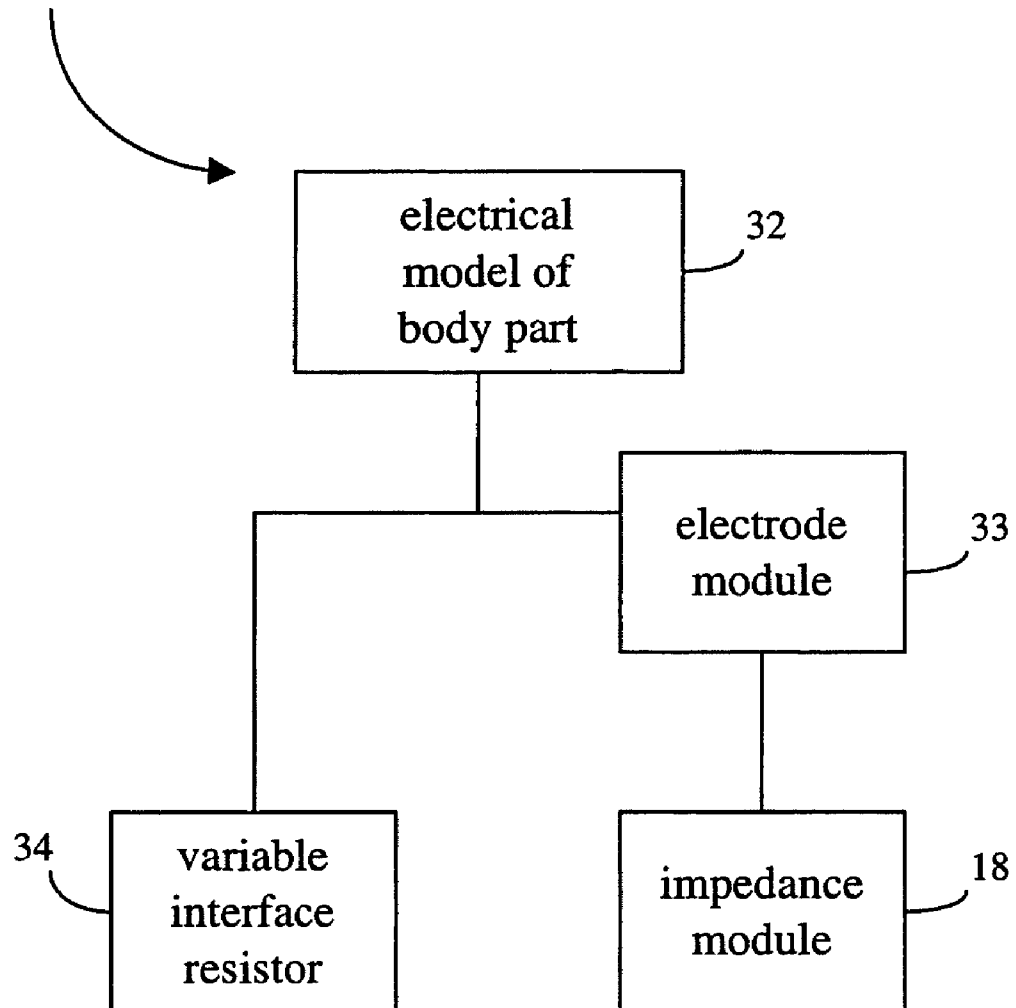 electrical
model of
body part
32
electrode
module
33
variable
interface
resistor
34
impedance
module
18